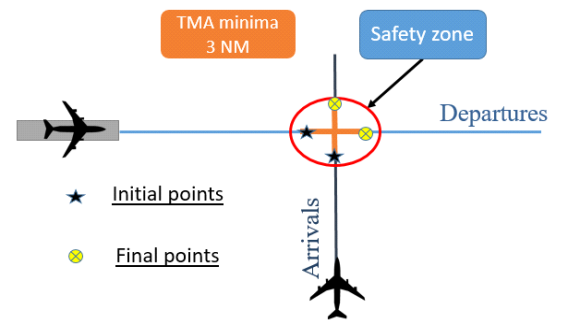 TMA minima
3 NM
Safety zone
Departures
Initial points
Arrivals
Final points